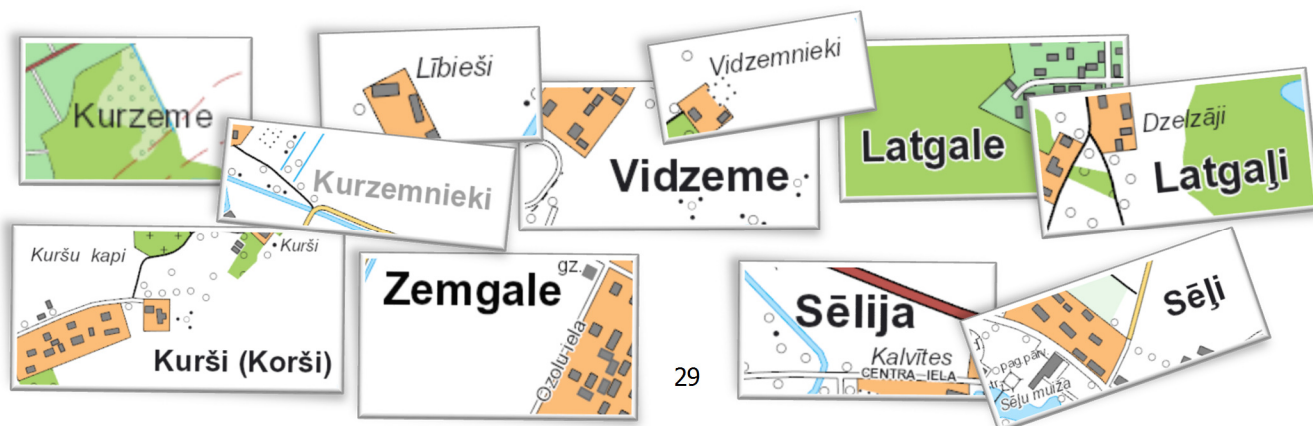 Kurzeme
Lībieši
Kurzemnieki
Vidzeme
Vidzemnieki
Latgale
Dzelzāji
Latgaļi
Kuršu kapi
Kurši
Kurši (Korši)
Zemgale
gz.
Ozolu iela
29
Sēlija
Kalvītes
CENTRA IELA
Sēļi
pag.pārv.
Sēļu muiža